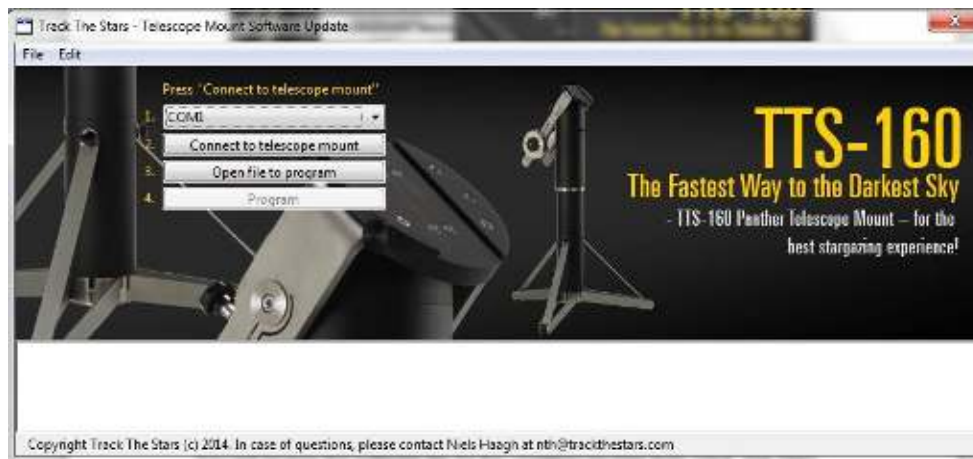 Track The Stars - Telescope Mount Software Update
File Edit
Press "Connect to telescope mount"
1. COM1
2. Connect to telescope mount
3. Open file to program
4. Program
TTS-160
The Fastest Way to the Darkest Sky
- TTS-160 Panther Telescope Mount – for the
best stargazing experience!
Copyright Track The Stars (c) 2014. In case of questions, please contact Niels Haagh at nth@trackthestars.com